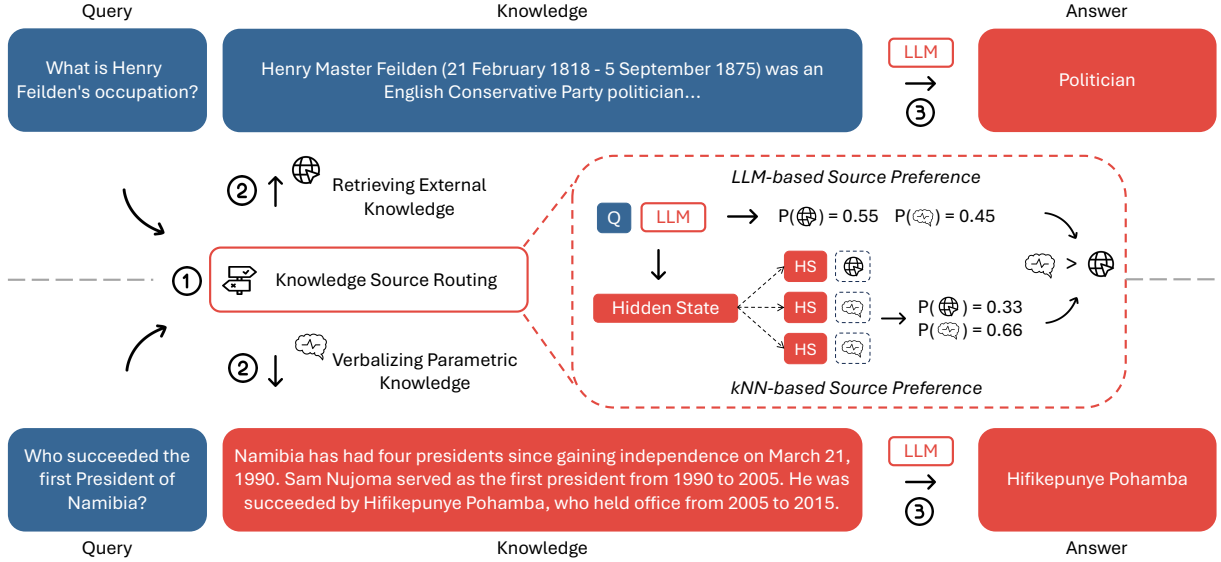 Query
Knowledge
Answer
What is Henry
Feilden's occupation?
Henry Master Feilden (21 February 1818 - 5 September 1875) was an
English Conservative Party politician...
LLM
3
Politician
2
Retrieving External
Knowledge
1
Knowledge Source Routing
2
Verbalizing Parametric
Knowledge
LLM-based Source Preference
Q
LLM
P( ) = 0.55 P( ) = 0.45
Hidden State
HS
HS
HS
P( ) = 0.33
P( ) = 0.66
>
kNN-based Source Preference
Who succeeded the
first President of
Namibia?
Namibia has had four presidents since gaining independence on March 21,
1990. Sam Nujoma served as the first president from 1990 to 2005. He was
succeeded by Hifikepunye Pohamba, who held office from 2005 to 2015.
LLM
3
Hifikepunye Pohamba
Query
Knowledge
Answer